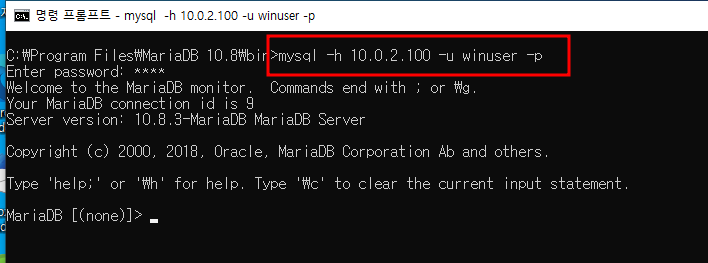 명령 프롬프트 - mysql -h 10.0.2.100 -u winuser -p
C:₩Program Files₩MariaDB 10.8₩bin>mysql -h 10.0.2.100 -u winuser -p
Enter password: ****
Welcome to the MariaDB monitor.  Commands end with ; or ₩g.
Your MariaDB connection id is 9
Server version: 10.8.3-MariaDB MariaDB Server
Copyright (c) 2000, 2018, Oracle, MariaDB Corporation Ab and others.
Type 'help;' or '₩h' for help. Type '₩c' to clear the current input statement.
MariaDB [(none)]>